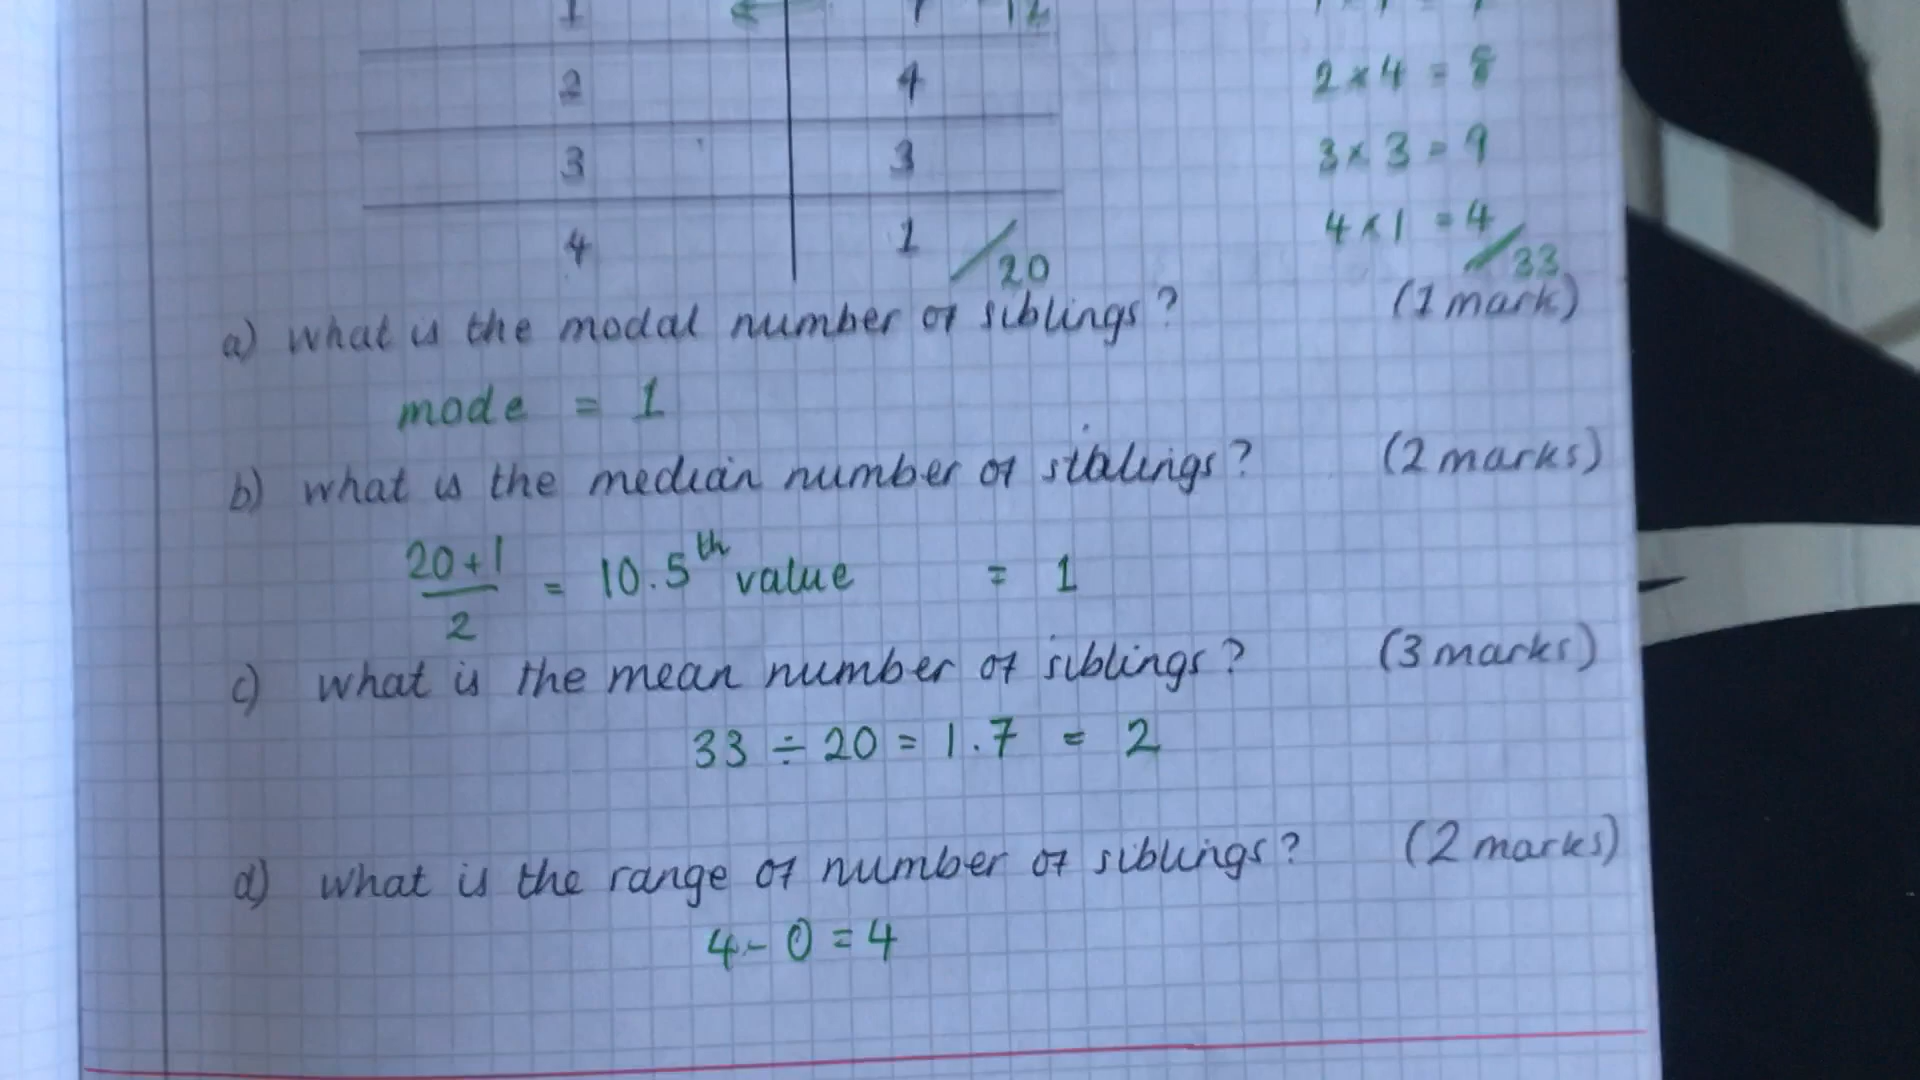 1 7 12
2 4 2 × 4 = 8
3 3 3 × 3 = 9
4 1 /20 4 × 1 = 4 /33
a) what is the modal number of siblings? (1 mark)
mode = 1
b) what is the median number of siblings? (2 marks)
20+1/2 = 10.5th value = 1
c) what is the mean number of siblings? (3 marks)
33 ÷ 20 = 1.7 = 2
d) what is the range of number of siblings? (2 marks)
4 - 0 = 4